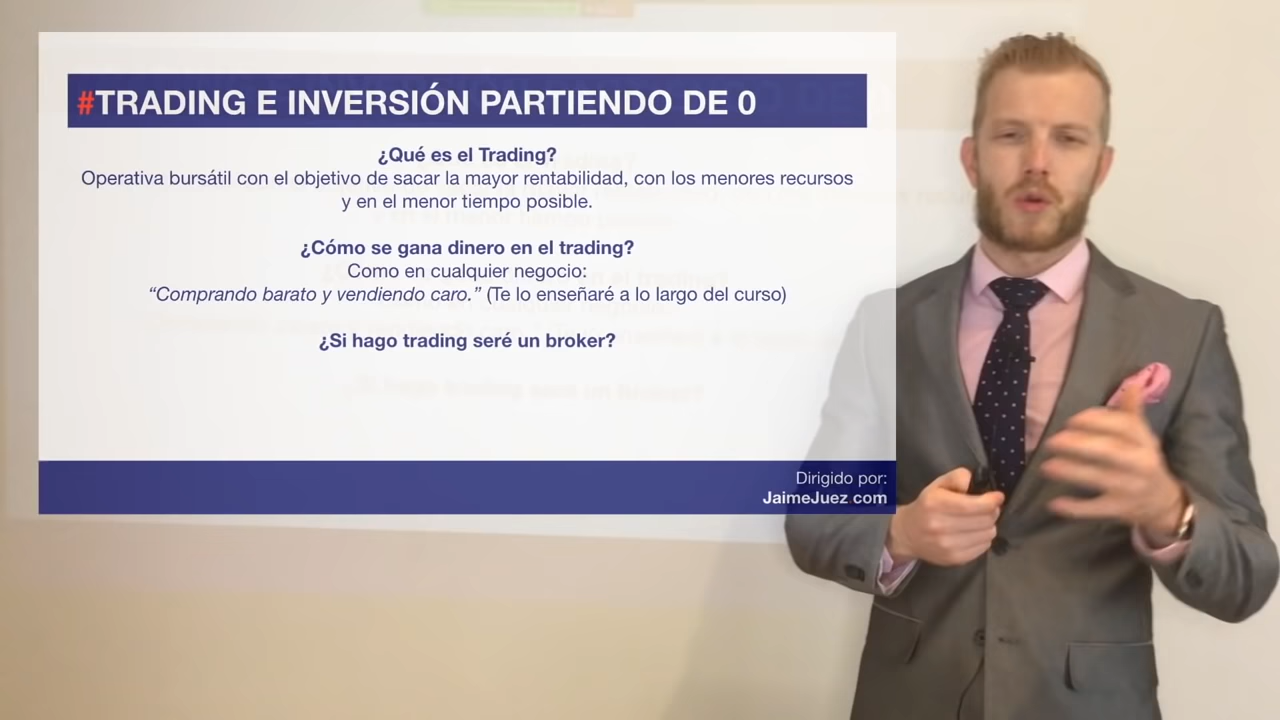 #TRADING E INVERSIÓN PARTIENDO DE 0
¿Qué es el Trading?
Operativa bursátil con el objetivo de sacar la mayor rentabilidad, con los menores recursos
y en el menor tiempo posible.
¿Cómo se gana dinero en el trading?
Como en cualquier negocio:
“Comprando barato y vendiendo caro.” (Te lo enseñaré a lo largo del curso)
¿Si hago trading seré un broker?
Dirigido por:
JaimeJuez.com